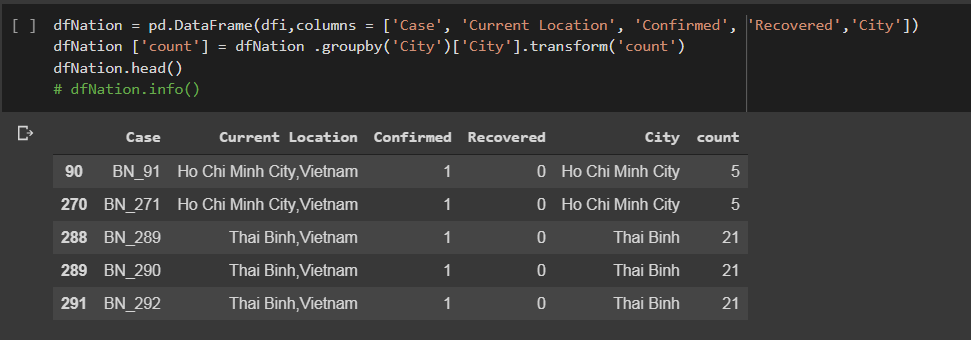 [ ] dfNation = pd.DataFrame(dfi,columns = ['Case', 'Current Location', 'Confirmed', 'Recovered','City'])
dfNation ['count'] = dfNation .groupby('City')['City'].transform('count')
dfNation.head()
# dfNation.info()
Case Current Location Confirmed Recovered City count
90 BN_91 Ho Chi Minh City,Vietnam 1 0 Ho Chi Minh City 5
270 BN_271 Ho Chi Minh City,Vietnam 1 0 Ho Chi Minh City 5
288 BN_289 Thai Binh,Vietnam 1 0 Thai Binh 21
289 BN_290 Thai Binh,Vietnam 1 0 Thai Binh 21
291 BN_292 Thai Binh,Vietnam 1 0 Thai Binh 21